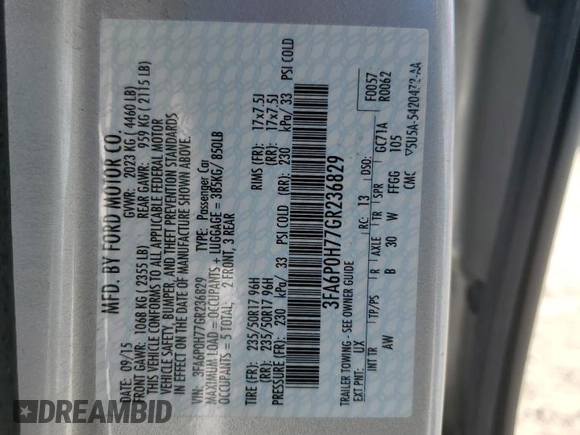 MFD. BY FORD MOTOR CO.
DATE: 09/15 GVWR: 2023 KG ( 4460 LB)
FRONT GAWR: 1068 KG ( 2355 LB) REAR GAWR: 959 KG ( 2115 LB)
THIS VEHICLE CONFORMS TO ALL APPLICABLE FEDERAL MOTOR
VEHICLE SAFETY, BUMPER, AND THEFT PREVENTION STANDARDS
IN EFFECT ON THE DATE OF MANUFACTURE SHOWN ABOVE.
VIN: 3FA6P0H77GR236829 TYPE: Passenger Car
MAXIMUM LOAD = OCCUPANTS + LUGGAGE = 385KG/ 850LB
OCCUPANTS = 5 TOTAL: 2 FRONT, 3 REAR
TIRE (FR): 235/50R17 96H RIMS (FR): 17x7.5J
(RR): 235/50R17 96H (RR): 17x7.5J
PRESSURE (FR): 230 kPa/ 33 PSI COLD (RR): 230 kPa/ 33 PSI COLD
3FA6P0H77GR236829
F0057
R0062
TRAILER TOWING - SEE OWNER GUIDE
EXT PNT: UX RC: 13 DSO:
INT TR TP/PS R AXLE TR SPR GC71A
AW B 30 W FFGG 105
CMC ▽5U5A-5420472-AA
DREAMBID